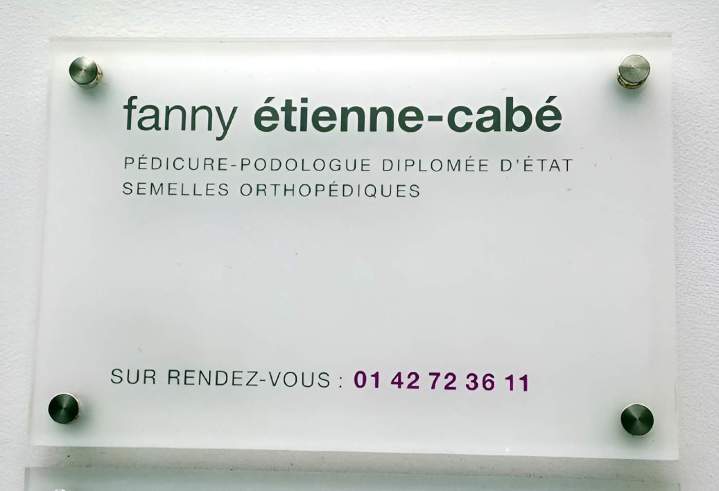 fanny étienne-cabé
PÉDICURE-PODOLOGUE DIPLOMÉE D'ÉTAT
SEMELLES ORTHOPÉDIQUES
SUR RENDEZ-VOUS : 01 42 72 36 11